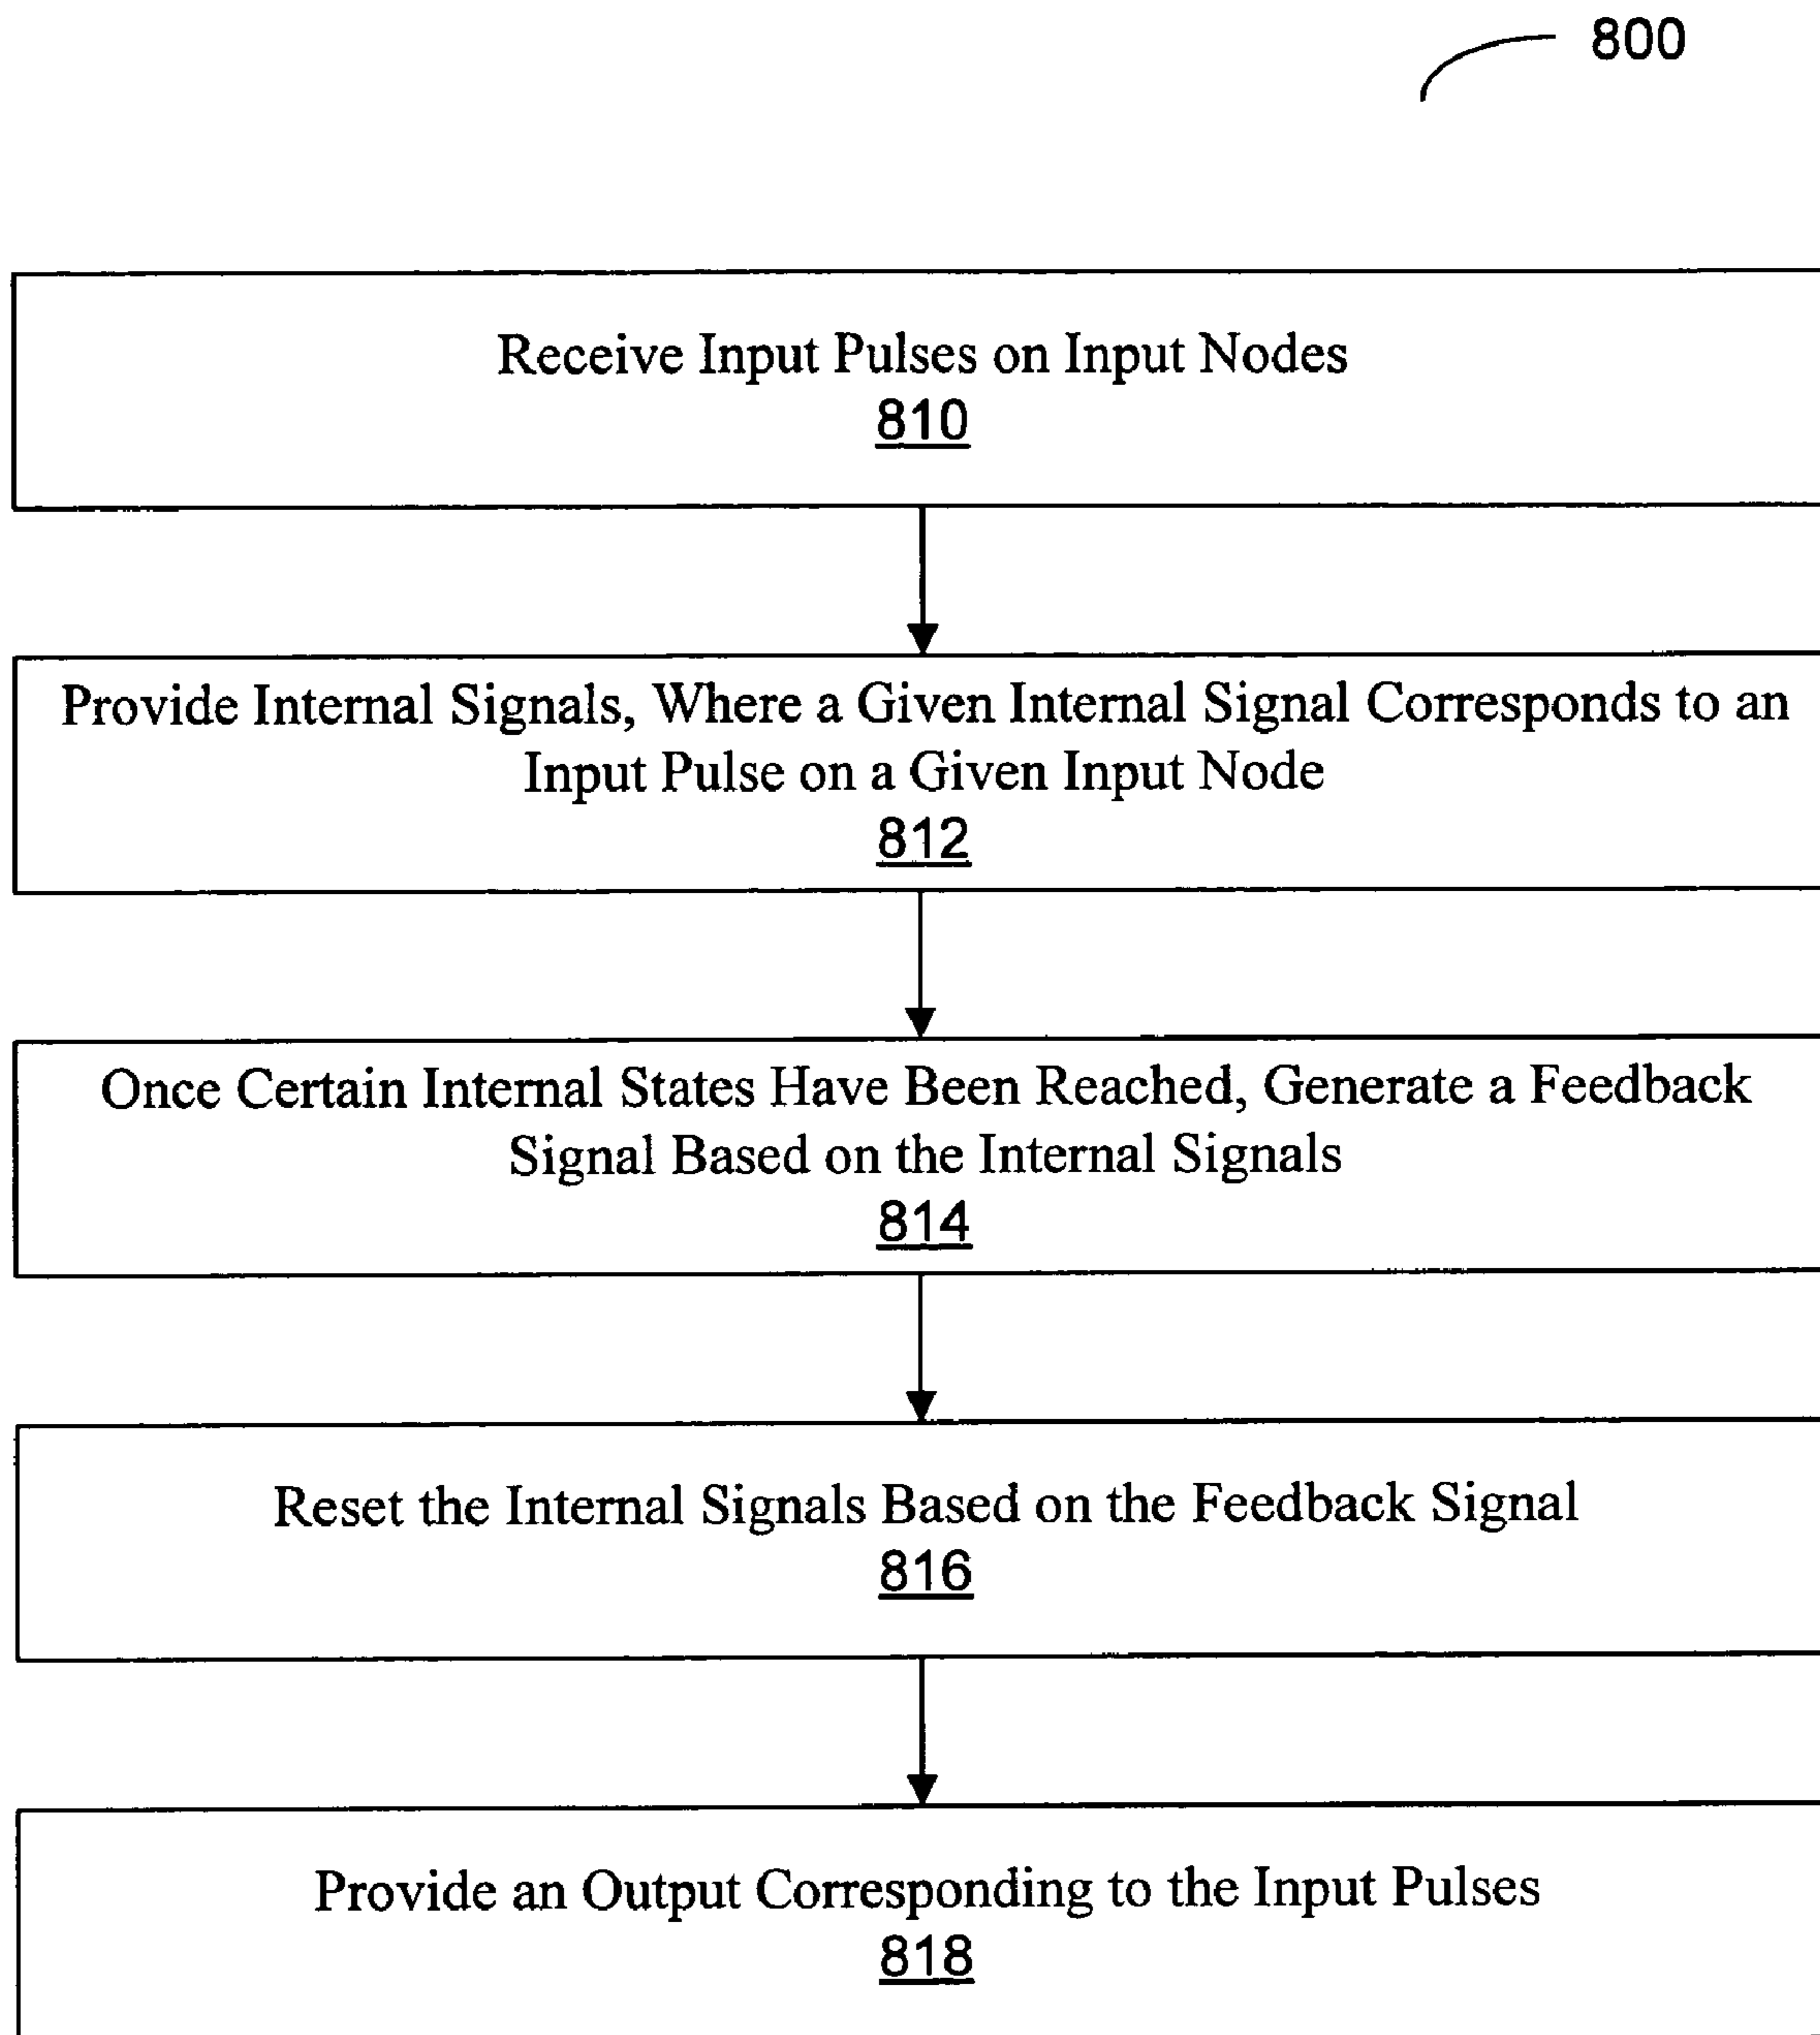 800
Receive Input Pulses on Input Nodes
810
Provide Internal Signals, Where a Given Internal Signal Corresponds to an
Input Pulse on a Given Input Node
812
Once Certain Internal States Have Been Reached, Generate a Feedback
Signal Based on the Internal Signals
814
Reset the Internal Signals Based on the Feedback Signal
816
Provide an Output Corresponding to the Input Pulses
818